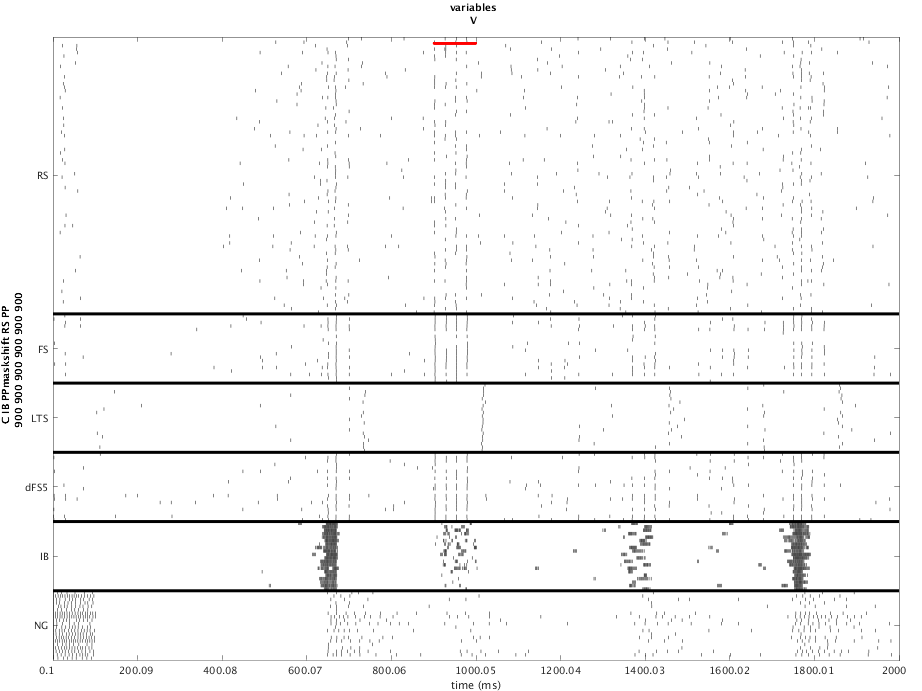 variables
V
RS
FS
LTS
dFS5
IB
NG
C IB PPmaskshift RS PP
900 900 900 900 900 900
0.1 200.09 400.08 600.07 800.06 1000.05 1200.04 1400.03 1600.02 1800.01 2000
time (ms)